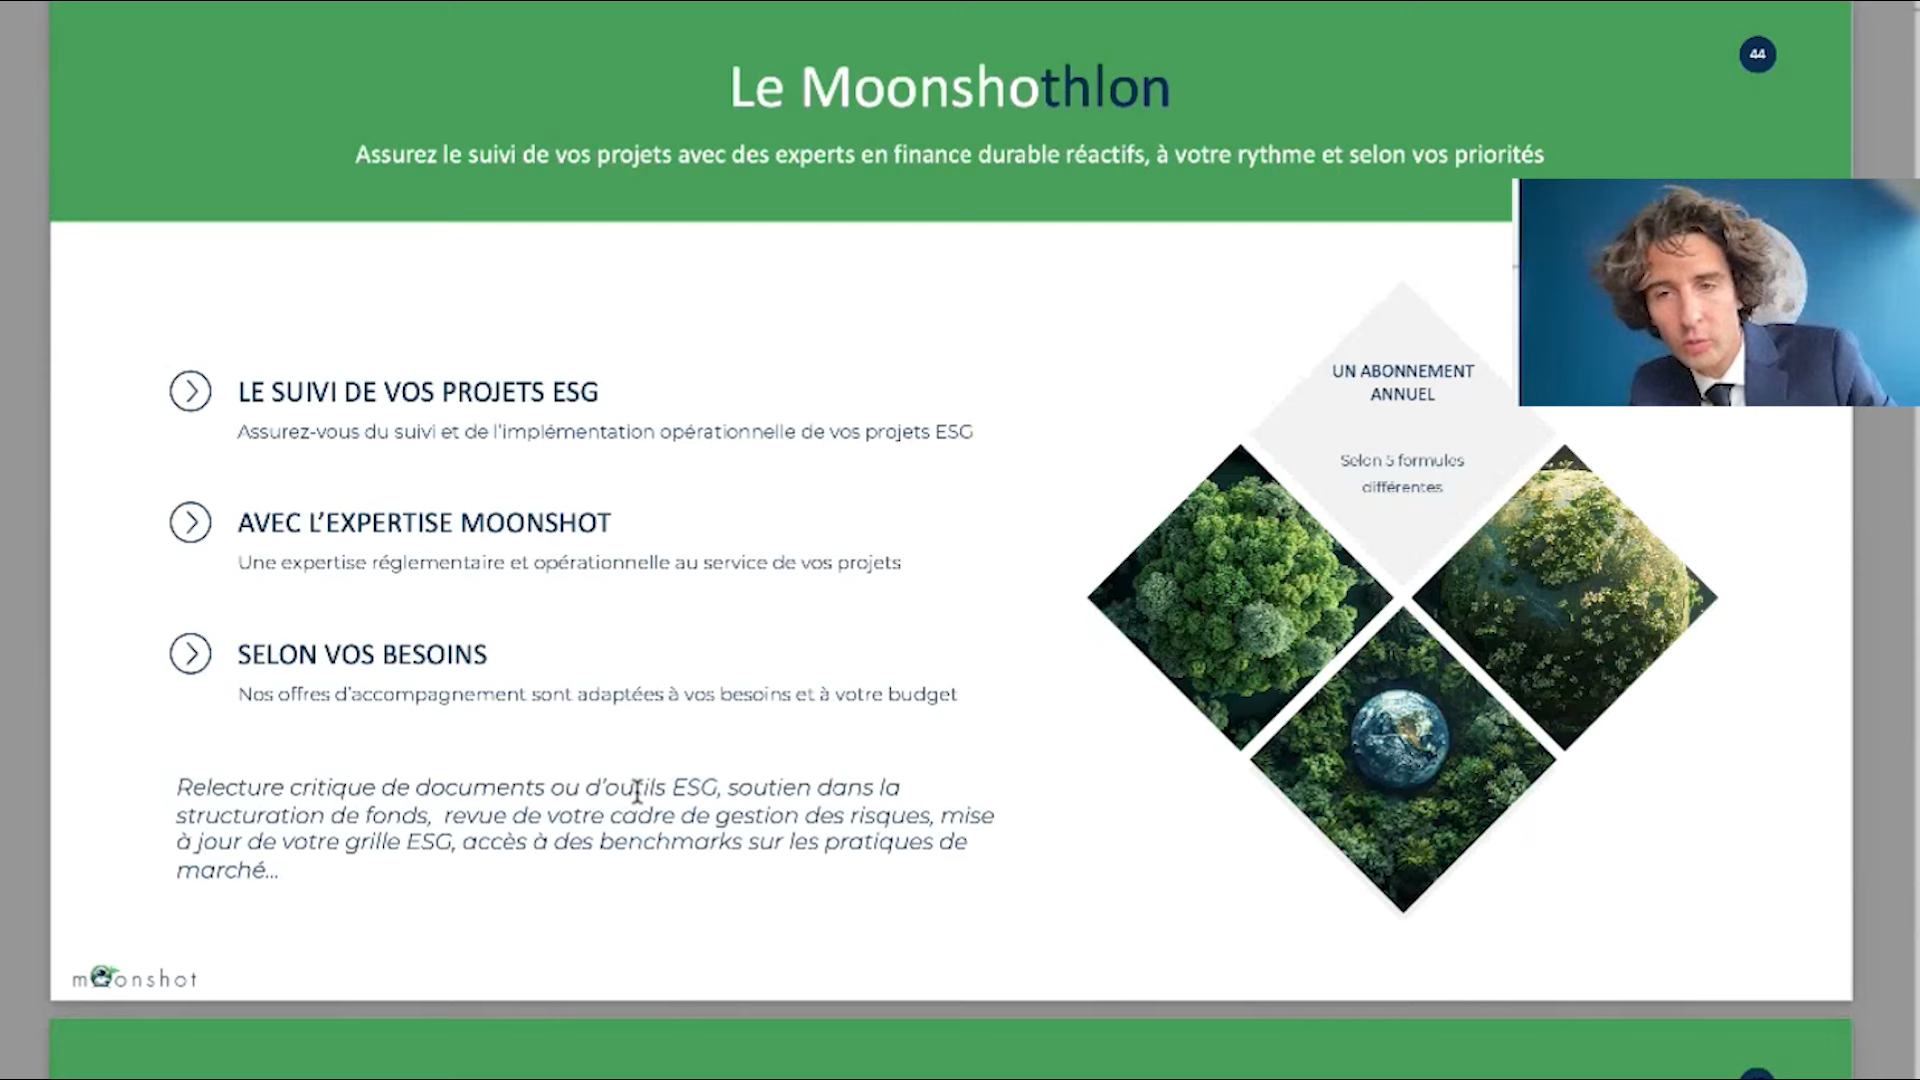 44
Le Moonshothlon
Assurez le suivi de vos projets avec des experts en finance durable réactifs, à votre rythme et selon vos priorités
LE SUIVI DE VOS PROJETS ESG
Assurez-vous du suivi et de l'implémentation opérationnelle de vos projets ESG
AVEC L'EXPERTISE MOONSHOT
Une expertise réglementaire et opérationnelle au service de vos projets
SELON VOS BESOINS
Nos offres d'accompagnement sont adaptées à vos besoins et à votre budget
Relecture critique de documents ou d'outils ESG, soutien dans la
structuration de fonds, revue de votre cadre de gestion des risques, mise
à jour de votre grille ESG, accès à des benchmarks sur les pratiques de
marché...
UN ABONNEMENT
ANNUEL
Selon 5 formules
différentes
moonshot